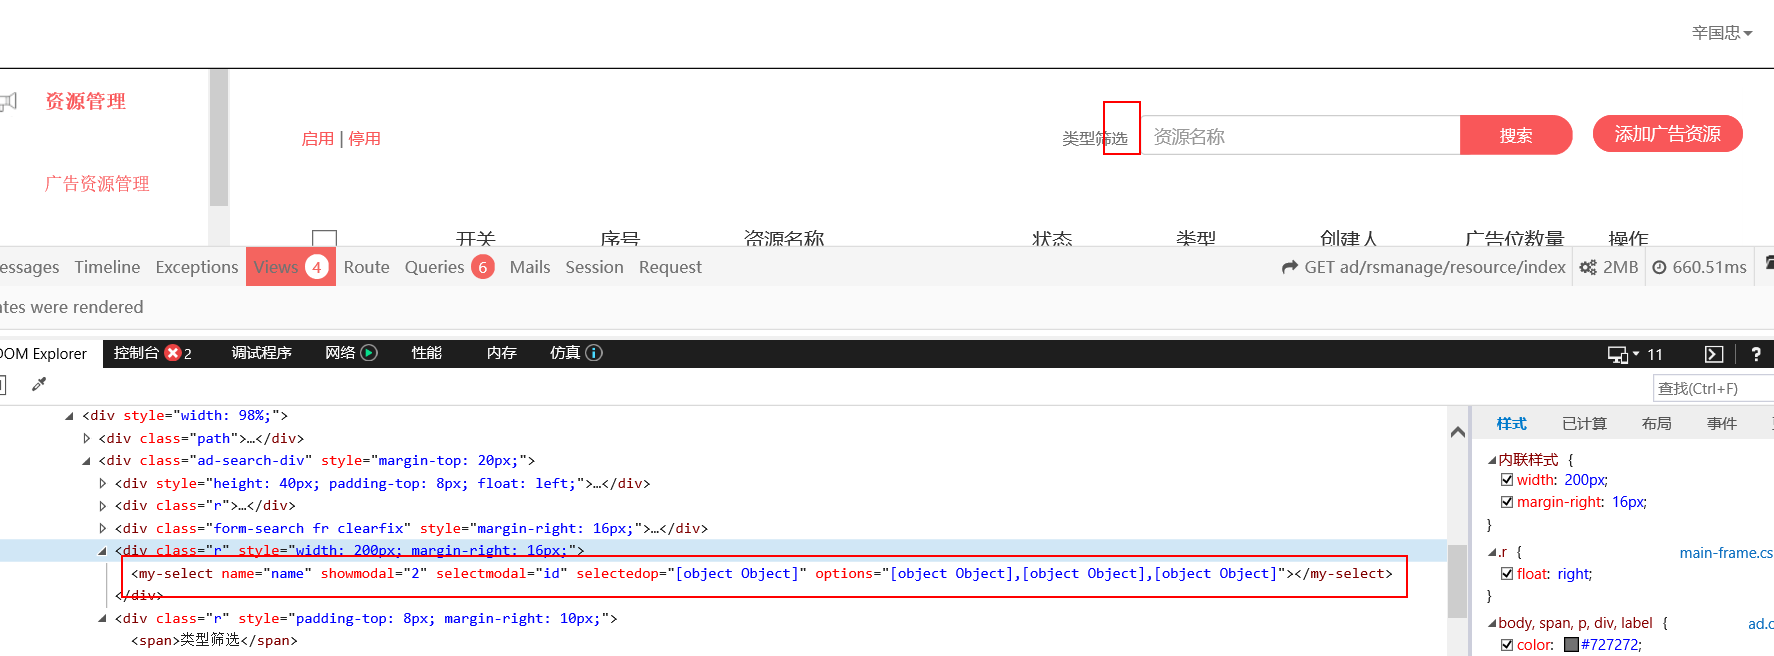 辛国忠
资源管理
启用 | 停用
类型筛选
资源名称
搜索
添加广告资源
广告资源管理
开关 序号 资源名称 状态 类型 创建人 广告位数量 操作
essages Timeline Exceptions Views 4 Route Queries 6 Mails Session Request GET ad/rsmanage/resource/index 2MB 660.51ms
ates were rendered
DOM Explorer 控制台 2 调试程序 网络 性能 内存 仿真 11 ?
查找(Ctrl+F)
<div style="width: 98%;">
<div class="path">…</div>
<div class="ad-search-div" style="margin-top: 20px;">
<div style="height: 40px; padding-top: 8px; float: left;">…</div>
<div class="r">…</div>
<div class="form-search fr clearfix" style="margin-right: 16px;">…</div>
<div class="r" style="width: 200px; margin-right: 16px;">
<my-select name="name" showmodal="2" selectmodal="id" selectedop="[object Object]" options="[object Object],[object Object],[object Object]"></my-select>
</div>
<div class="r" style="padding-top: 8px; margin-right: 10px;">
<span>类型筛选</span>
样式 已计算 布局 事件
内联样式 {
width: 200px;
margin-right: 16px;
}
.r { main-frame.cs
float: right;
}
body, span, p, div, label { ad.c
color: #727272;